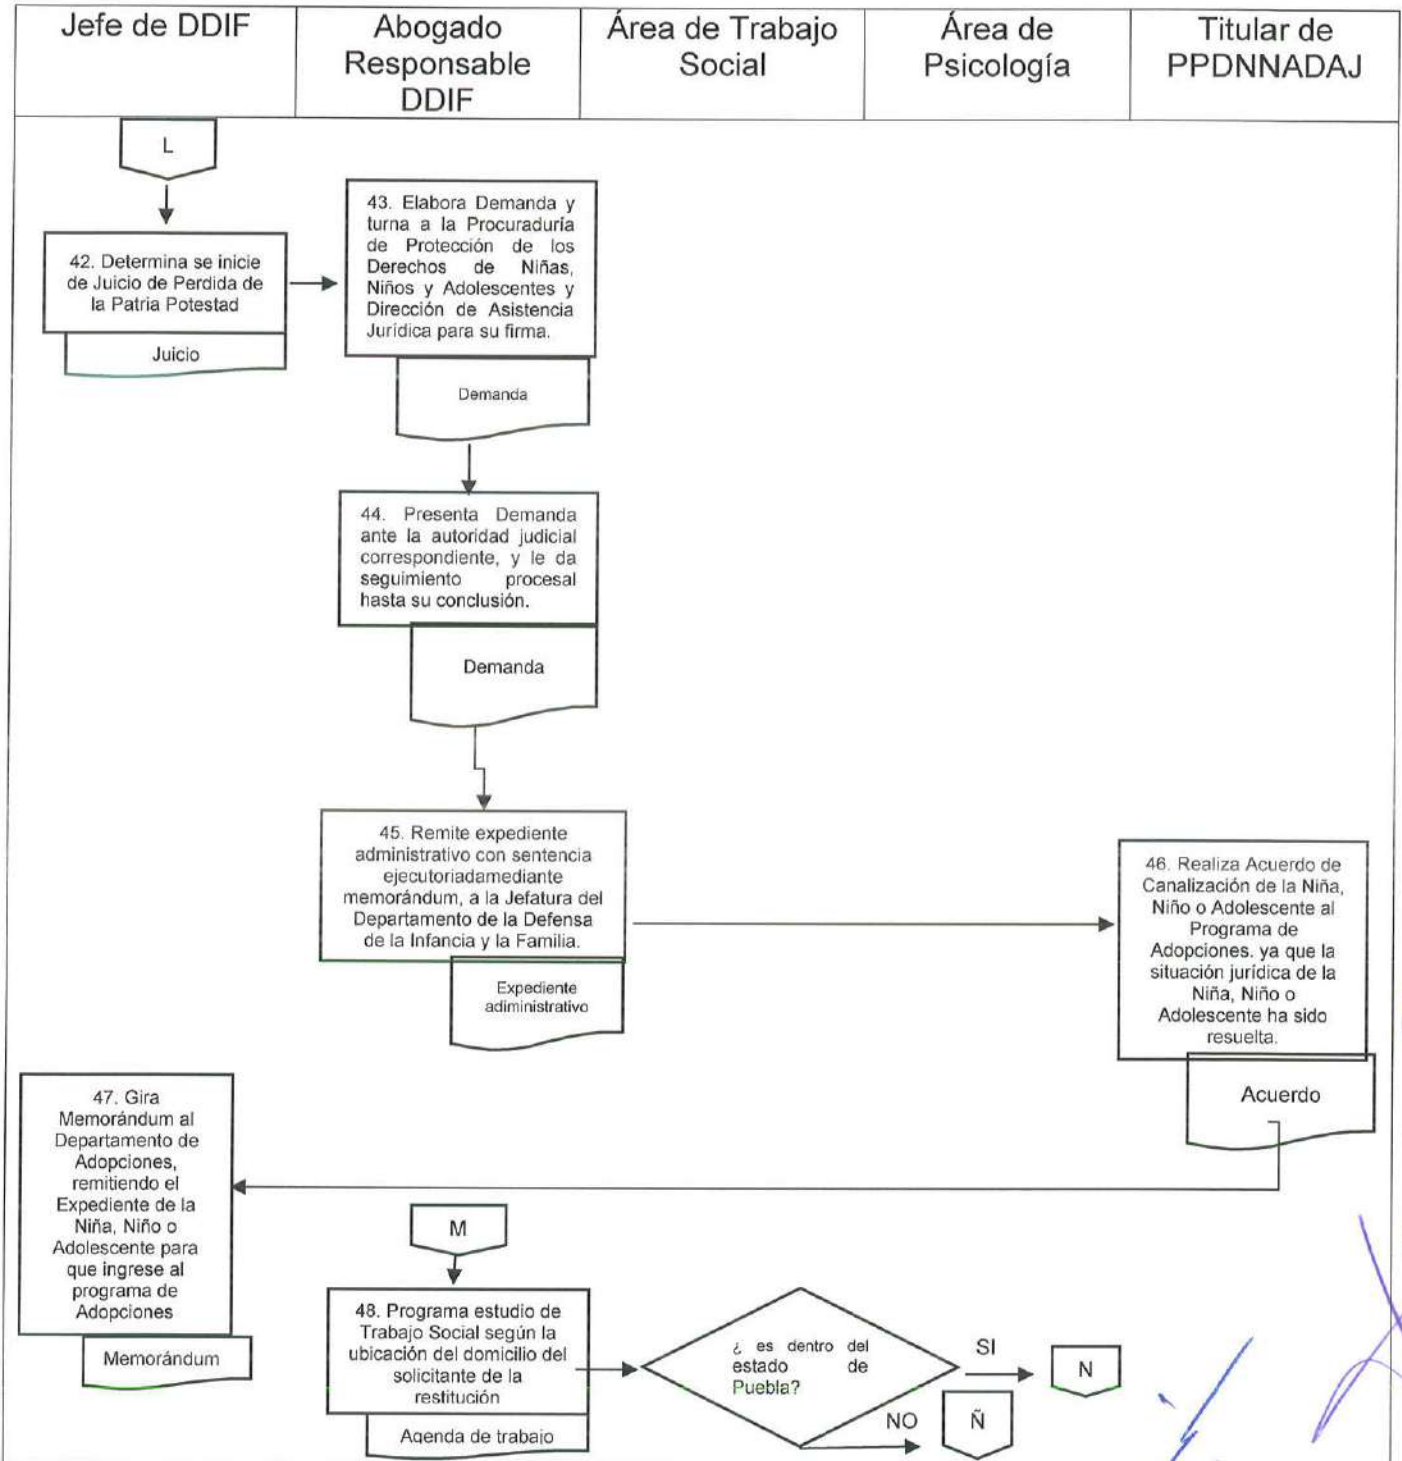 Jefe de DDIF
Abogado
Responsable
DDIF
Área de Trabajo
Social
Área de
Psicología
Titular de
PPDNNADAJ
L
42. Determina se inicie
de Juicio de Perdida de
la Patria Potestad
Juicio
43. Elabora Demanda y
turna a la Procuraduría
de Protección de los
Derechos de Niñas,
Niños y Adolescentes y
Dirección de Asistencia
Jurídica para su firma.
Demanda
44. Presenta Demanda
ante la autoridad judicial
correspondiente, y le da
seguimiento procesal
hasta su conclusión.
Demanda
45. Remite expediente
administrativo con sentencia
ejecutoriadamediante
memorándum, a la Jefatura del
Departamento de la Defensa
de la Infancia y la Familia.
Expediente
adiministrativo
46. Realiza Acuerdo de
Canalización de la Niña,
Niño o Adolescente al
Programa de
Adopciones. ya que la
situación jurídica de la
Niña, Niño o
Adolescente ha sido
resuelta.
Acuerdo
47. Gira
Memorándum al
Departamento de
Adopciones,
remitiendo el
Expediente de la
Niña, Niño o
Adolescente para
que ingrese al
programa de
Adopciones
Memorándum
M
48. Programa estudio de
Trabajo Social según la
ubicación del domicilio del
solicitante de la
restitución
Agenda de trabajo
¿ es dentro del
estado de
Puebla?
SI
N
NO
Ñ